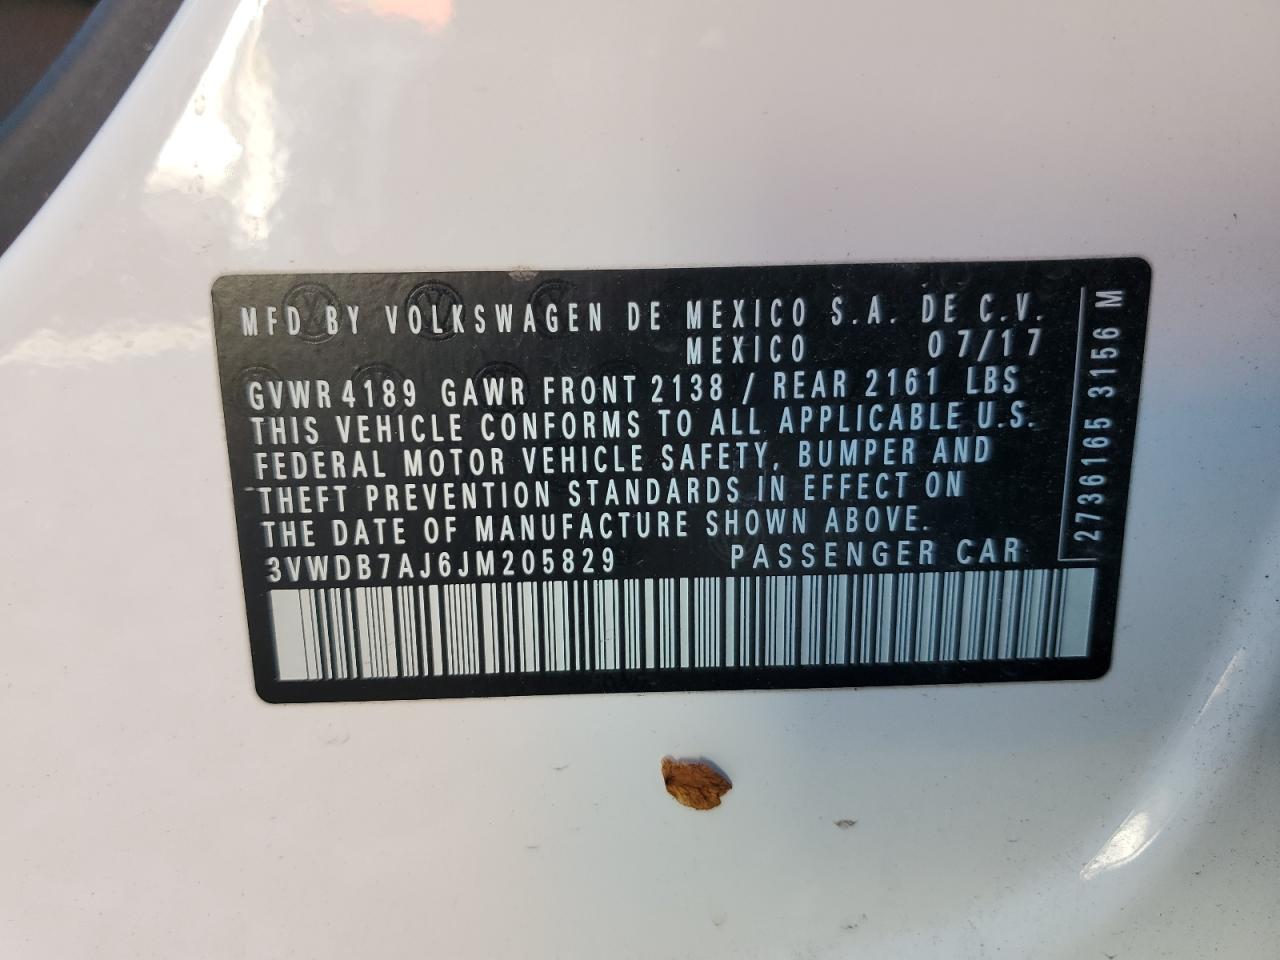 MFD BY VOLKSWAGEN DE MEXICO S.A. DE C.V.
MEXICO 07/17
GVWR 4189 GAWR FRONT 2138 / REAR 2161 LBS
THIS VEHICLE CONFORMS TO ALL APPLICABLE U.S.
FEDERAL MOTOR VEHICLE SAFETY, BUMPER AND
THEFT PREVENTION STANDARDS IN EFFECT ON
THE DATE OF MANUFACTURE SHOWN ABOVE.
3VWDB7AJ6JM205829 PASSENGER CAR
2736165 3156 M